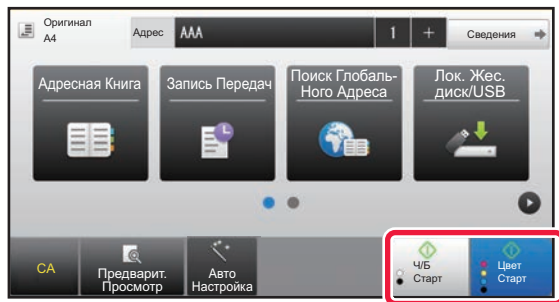 Оригинал
A4
Адрес
AAA
1
+
Сведения
Адресная Книга
Запись Передач
Поиск Глобаль-
Ного Адреса
Лок. Жес.
диск/USB
CA
Предварит.
Просмотр
Авто
Настройка
Ч/Б
Старт
Цвет
Старт